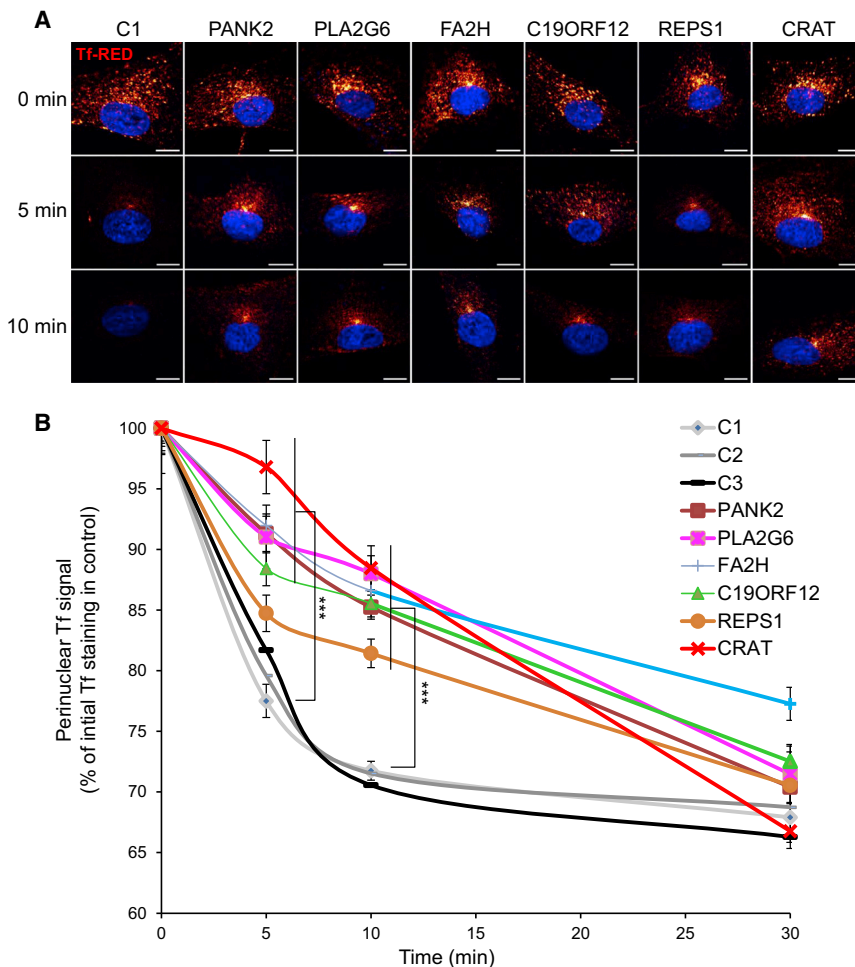 A
C1 PANK2 PLA2G6 FA2H C19ORF12 REPS1 CRAT
Tf-RED
0 min
5 min
10 min
B
100
95
90
85
80
75
70
65
60
0 5 10 15 20 25 30
Perinuclear Tf signal
(% of intial Tf staining in control)
Time (min)
***
***
C1
C2
C3
PANK2
PLA2G6
FA2H
C19ORF12
REPS1
CRAT